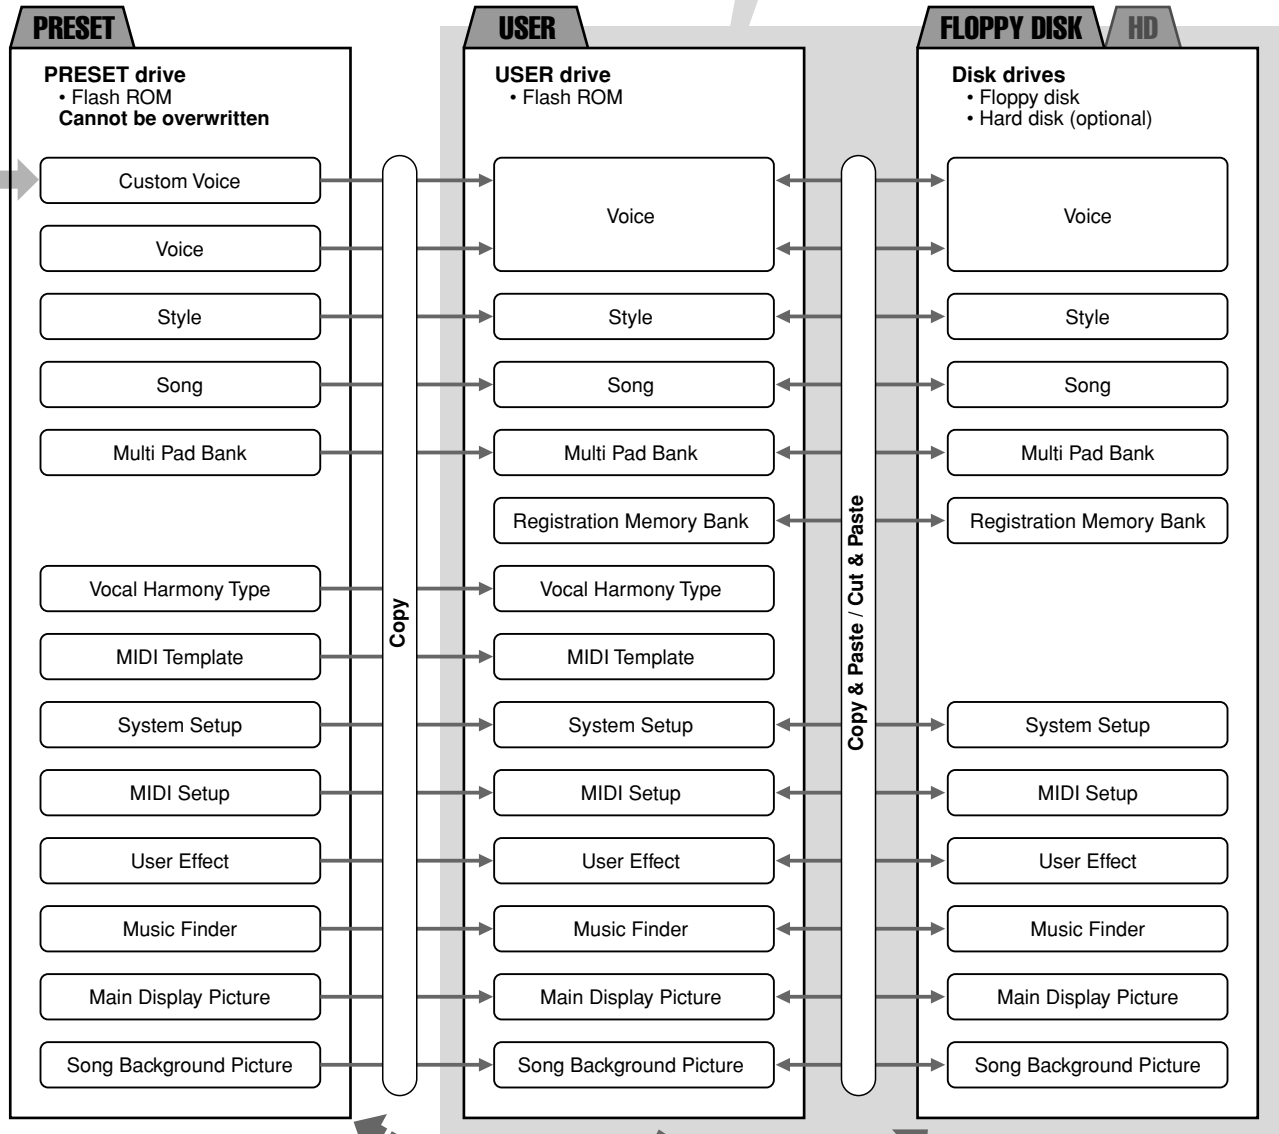 PRESET
PRESET drive
• Flash ROM
Cannot be overwritten
Custom Voice
Voice
Style
Song
Multi Pad Bank
Vocal Harmony Type
MIDI Template
System Setup
MIDI Setup
User Effect
Music Finder
Main Display Picture
Song Background Picture
Copy
USER
USER drive
• Flash ROM
Voice
Style
Song
Multi Pad Bank
Registration Memory Bank
Vocal Harmony Type
MIDI Template
System Setup
MIDI Setup
User Effect
Music Finder
Main Display Picture
Song Background Picture
Copy & Paste / Cut & Paste
FLOPPY DISK
HD
Disk drives
• Floppy disk
• Hard disk (optional)
Voice
Style
Song
Multi Pad Bank
Registration Memory Bank
System Setup
MIDI Setup
User Effect
Music Finder
Main Display Picture
Song Background Picture